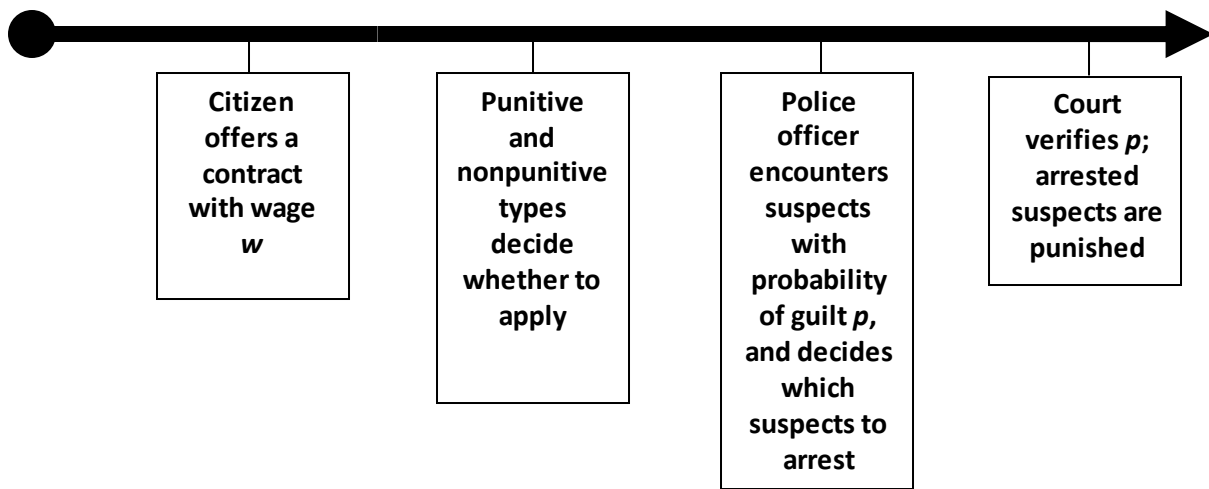 Citizen
offers a
contract
with wage
w
Punitive
and
nonpunitive
types
decide
whether to
apply
Police
officer
encounters
suspects
with
probability
of guilt p,
and decides
which
suspects to
arrest
Court
verifies p;
arrested
suspects are
punished